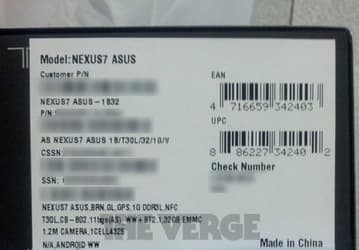 Model:NEXUS7 ASUS
Customer P/N
EAN
4 716659 342403
NEXUS7 ASUS-1B32
P/N:
UPC
8 86227 34240 2
AS NEXUS7 ASUS 1B/T30L/32/1G/V
CSSN:
Check Number
SSN:
NEXUS7 ASUS,BRN,GL,GPS,1G DDR3L,NFC
T30L,CB-802.11bgn(AS)_WW+BT2.1,32GB EMMC
1.2M CAMERA,1CELL4325
N/A,ANDROID WW
THE VERGE
Made in China